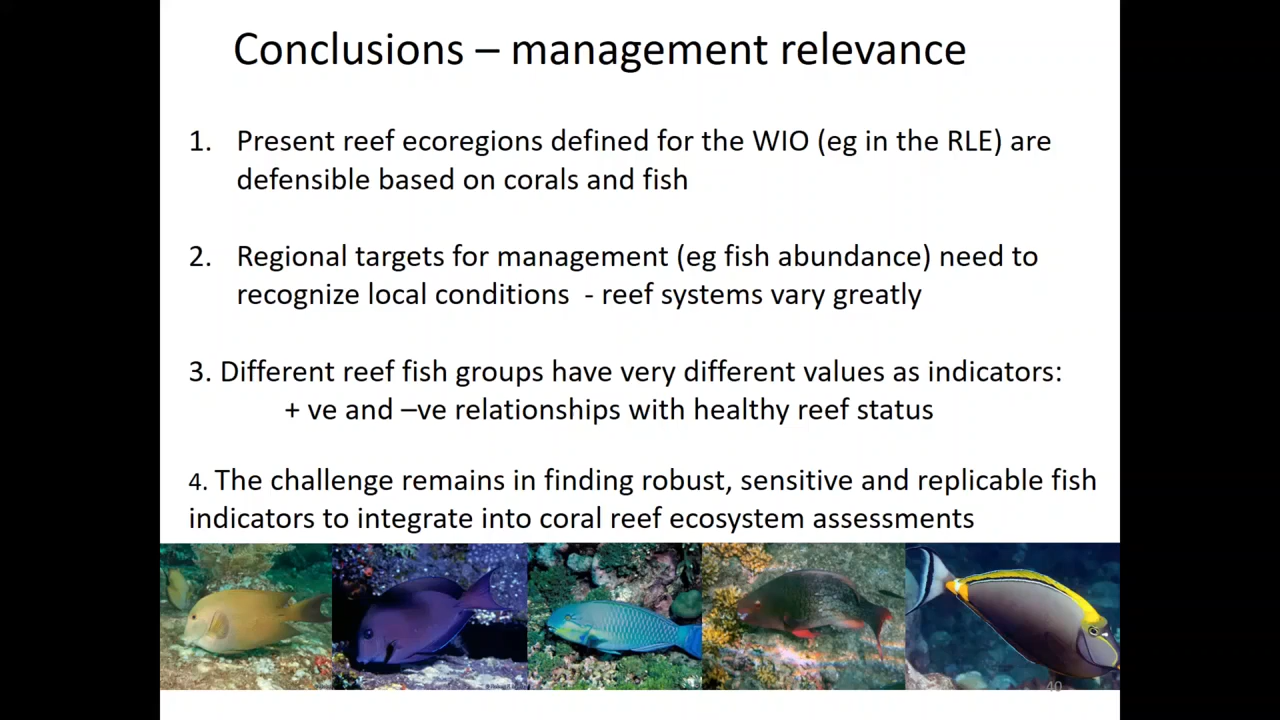 Conclusions – management relevance
1. Present reef ecoregions defined for the WIO (eg in the RLE) are
defensible based on corals and fish
2. Regional targets for management (eg fish abundance) need to
recognize local conditions - reef systems vary greatly
3. Different reef fish groups have very different values as indicators:
+ ve and –ve relationships with healthy reef status
4. The challenge remains in finding robust, sensitive and replicable fish
indicators to integrate into coral reef ecosystem assessments
40